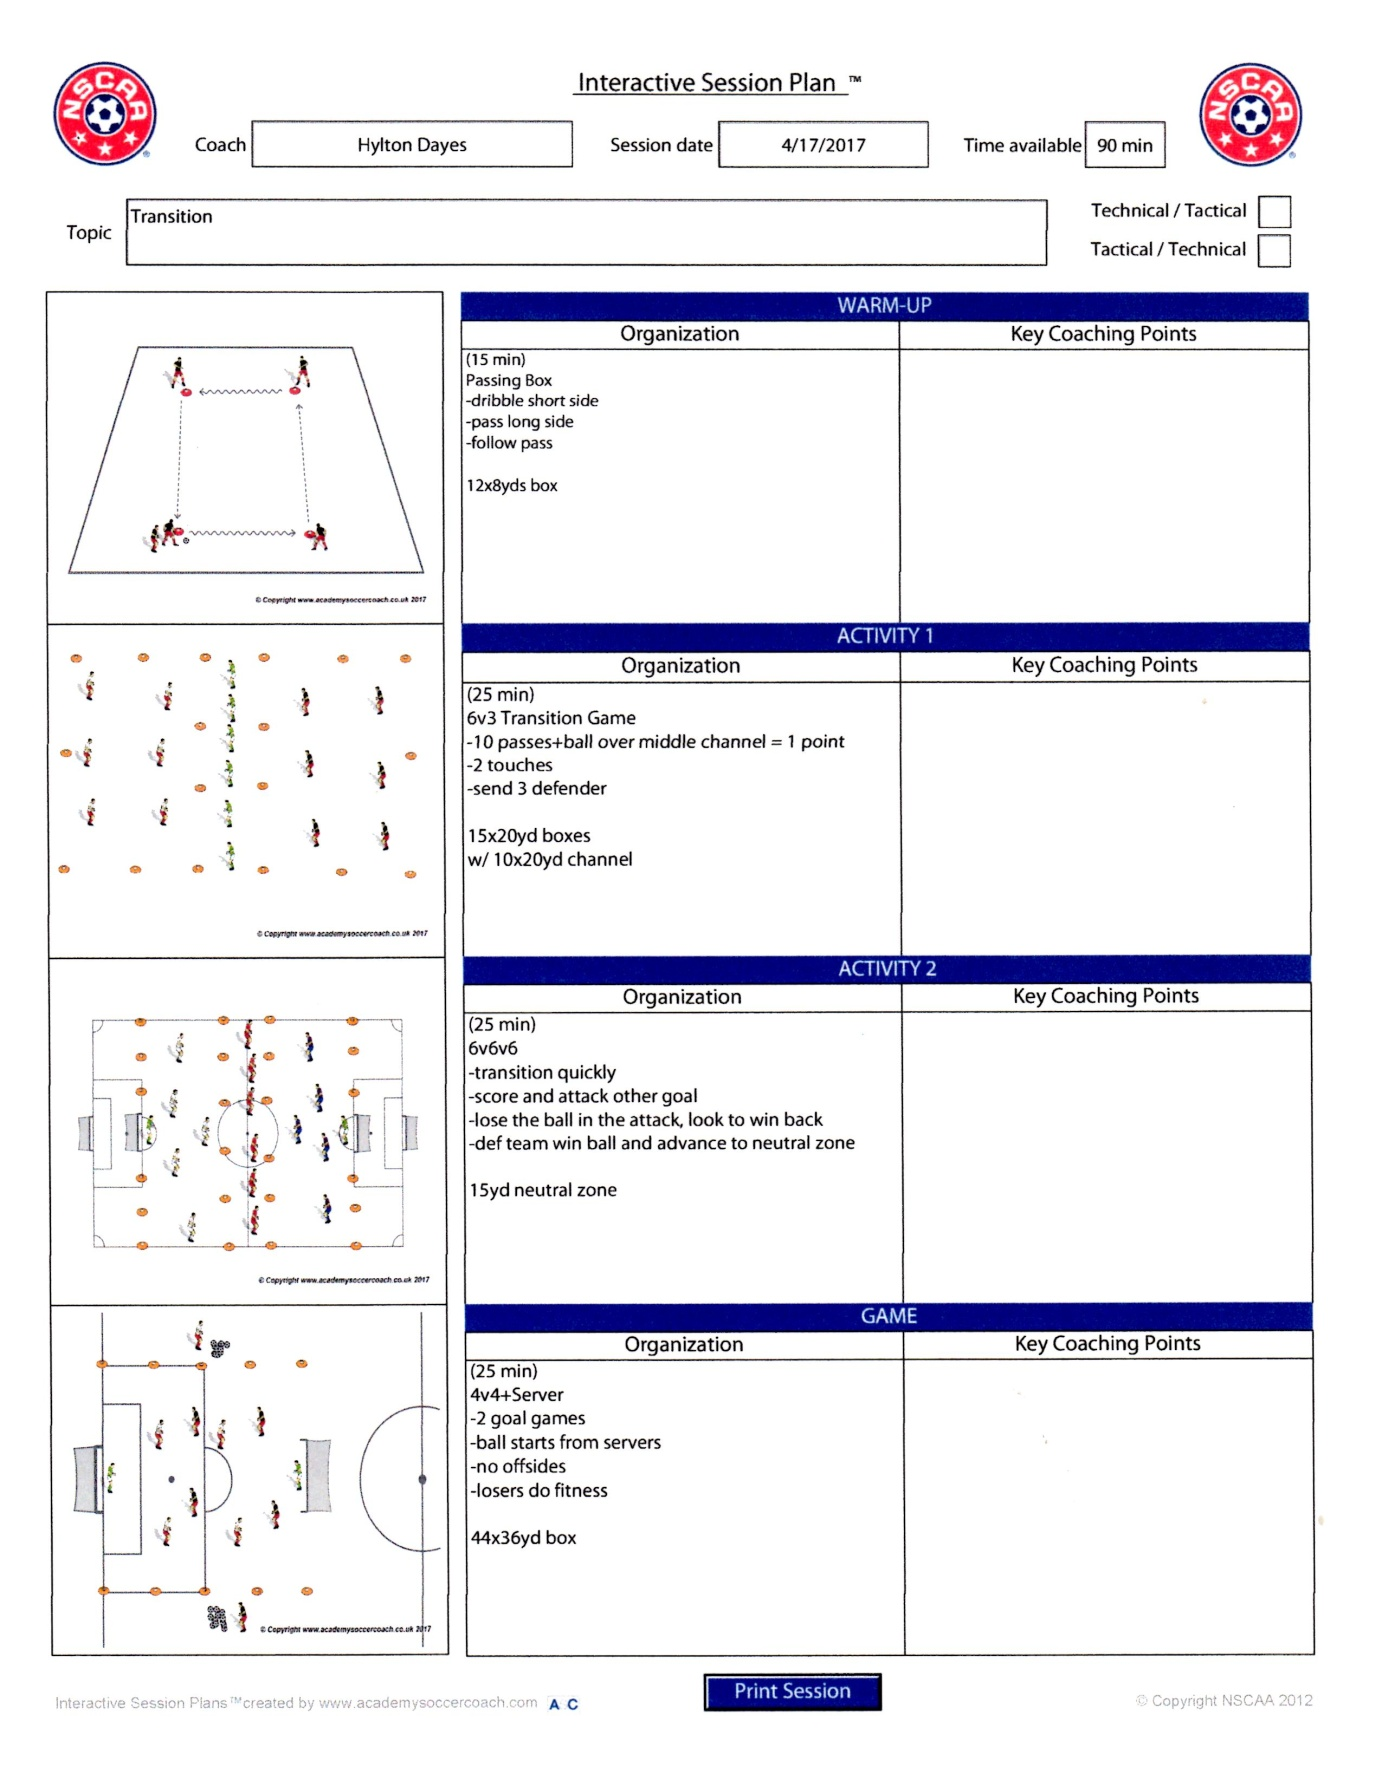 NSCAA
Interactive Session Plan ™
NSCAA
Coach
Hylton Dayes
Session date
4/17/2017
Time available
90 min
Topic
Transition
Technical / Tactical
Tactical / Technical
WARM-UP
Organization
Key Coaching Points
(15 min)
Passing Box
-dribble short side
-pass long side
-follow pass
12x8yds box
© Copyright www.academysoccercoach.co.uk 2017
ACTIVITY 1
Organization
Key Coaching Points
(25 min)
6v3 Transition Game
-10 passes+ball over middle channel = 1 point
-2 touches
-send 3 defender
15x20yd boxes
w/ 10x20yd channel
© Copyright www.academysoccercoach.co.uk 2017
ACTIVITY 2
Organization
Key Coaching Points
(25 min)
6v6v6
-transition quickly
-score and attack other goal
-lose the ball in the attack, look to win back
-def team win ball and advance to neutral zone
15yd neutral zone
© Copyright www.academysoccercoach.co.uk 2017
GAME
Organization
Key Coaching Points
(25 min)
4v4+Server
-2 goal games
-ball starts from servers
-no offsides
-losers do fitness
44x36yd box
© Copyright www.academysoccercoach.co.uk 2017
Print Session
Interactive Session Plans™created by www.academysoccercoach.com A C
© Copyright NSCAA 2012